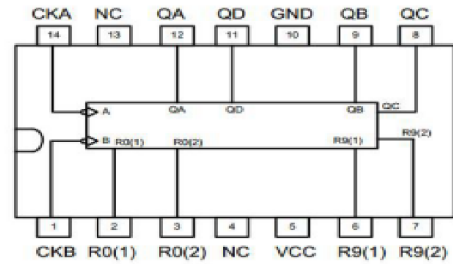 CKA NC QA QD GND QB QC
14 13 12 11 10 9 8
A QA QD QB QC
B R0(1) R0(2) R9(1) R9(2)
1 2 3 4 5 6 7
CKB R0(1) R0(2) NC VCC R9(1) R9(2)